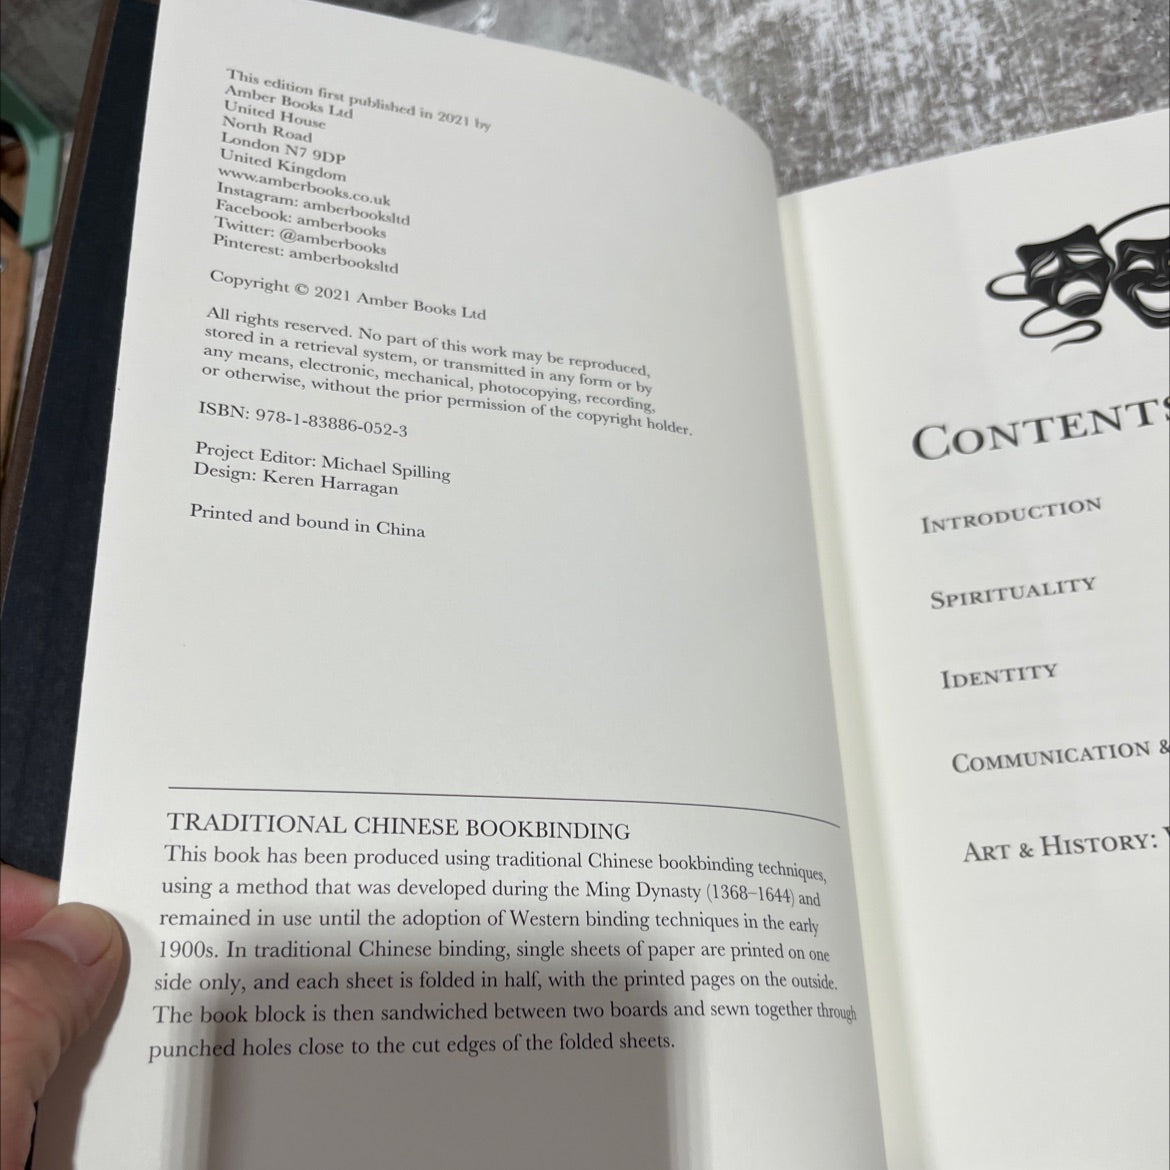 This edition first published in 2021 by
Amber Books Ltd
United House
North Road
London N7 9DP
United Kingdom
www.amberbooks.co.uk
Instagram: amberbooksltd
Facebook: amberbooks
Twitter: @amberbooks
Pinterest: amberbooksltd
Copyright © 2021 Amber Books Ltd
All rights reserved. No part of this work may be reproduced,
stored in a retrieval system, or transmitted in any form or by
any means, electronic, mechanical, photocopying, recording,
or otherwise, without the prior permission of the copyright holder.
ISBN: 978-1-83886-052-3
Project Editor: Michael Spilling
Design: Keren Harragan
Printed and bound in China
TRADITIONAL CHINESE BOOKBINDING
This book has been produced using traditional Chinese bookbinding techniques,
using a method that was developed during the Ming Dynasty (1368–1644) and
remained in use until the adoption of Western binding techniques in the early
1900s. In traditional Chinese binding, single sheets of paper are printed on one
side only, and each sheet is folded in half, with the printed pages on the outside.
The book block is then sandwiched between two boards and sewn together through
punched holes close to the cut edges of the folded sheets.
CONTENTS
INTRODUCTION
SPIRITUALITY
IDENTITY
COMMUNICATION &
ART & HISTORY: